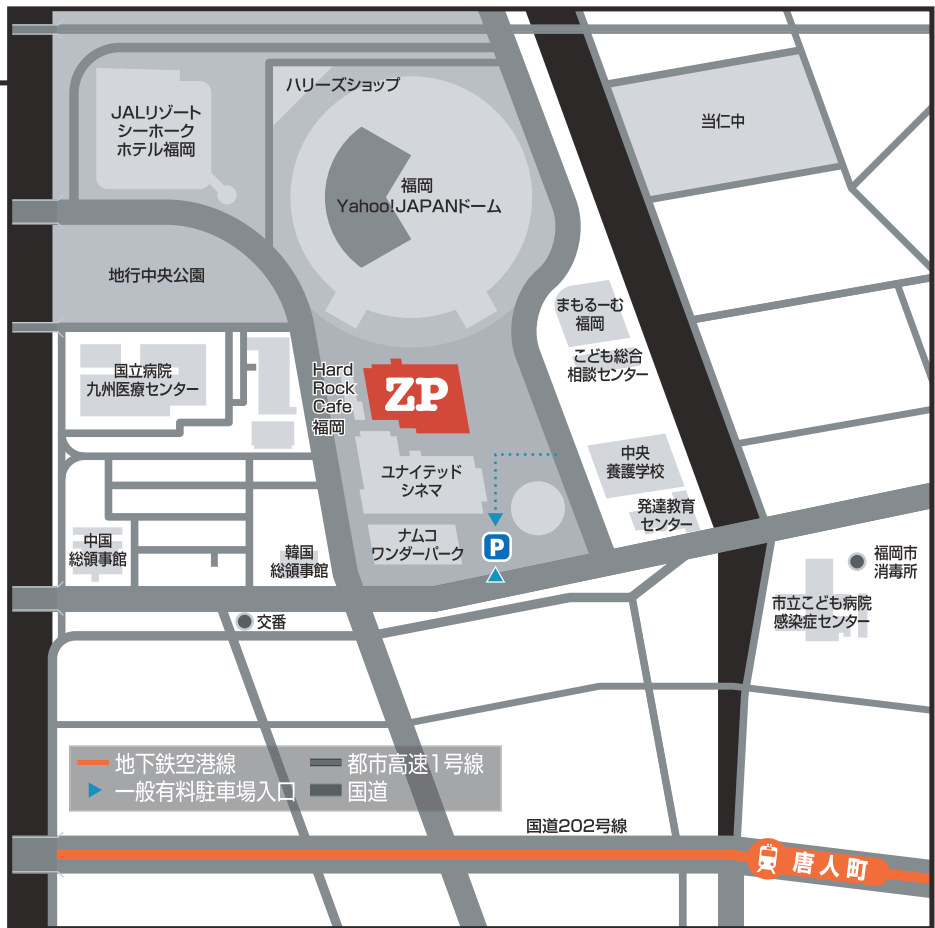 ハリーズショップ
JALリゾート
シーホーク
ホテル福岡
当仁中
福岡
Yahoo!JAPANドーム
地行中央公園
まもるーむ
福岡
こども総合
相談センター
国立病院
九州医療センター
Hard
Rock
Cafe
福岡
ZP
ユナイテッド
シネマ
中央
養護学校
発達教育
センター
ナムコ
ワンダーパーク
P
中国
総領事館
韓国
総領事館
福岡市
消毒所
市立こども病院
感染症センター
交番
地下鉄空港線
都市高速1号線
一般有料駐車場入口
国道
国道202号線
唐人町